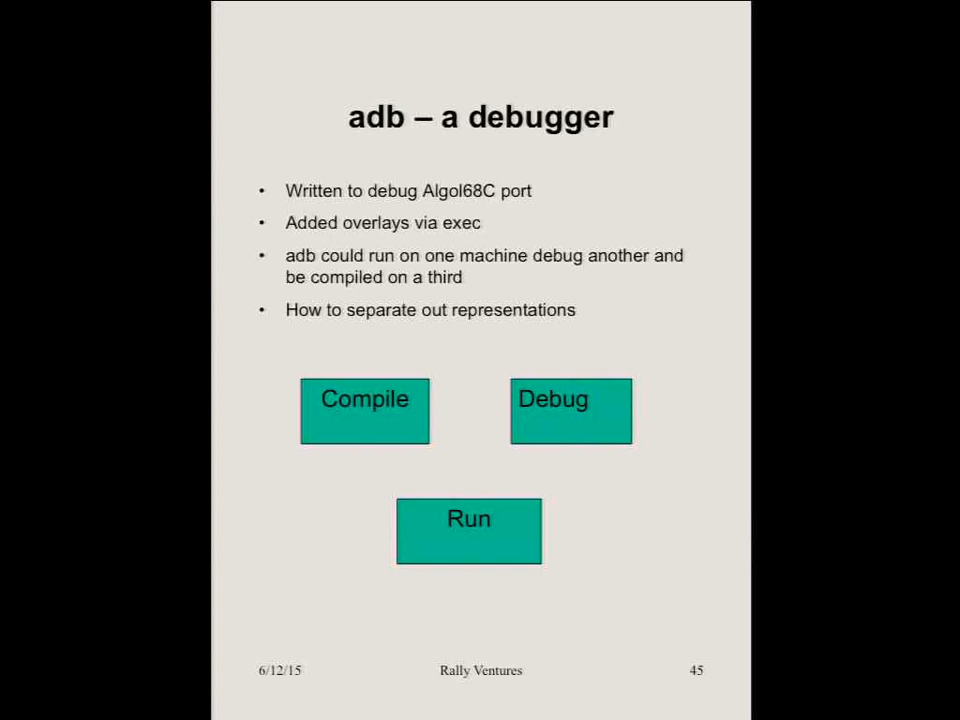 adb – a debugger
• Written to debug Algol68C port
• Added overlays via exec
• adb could run on one machine debug another and
be compiled on a third
• How to separate out representations
Compile
Debug
Run
6/12/15
Rally Ventures
45